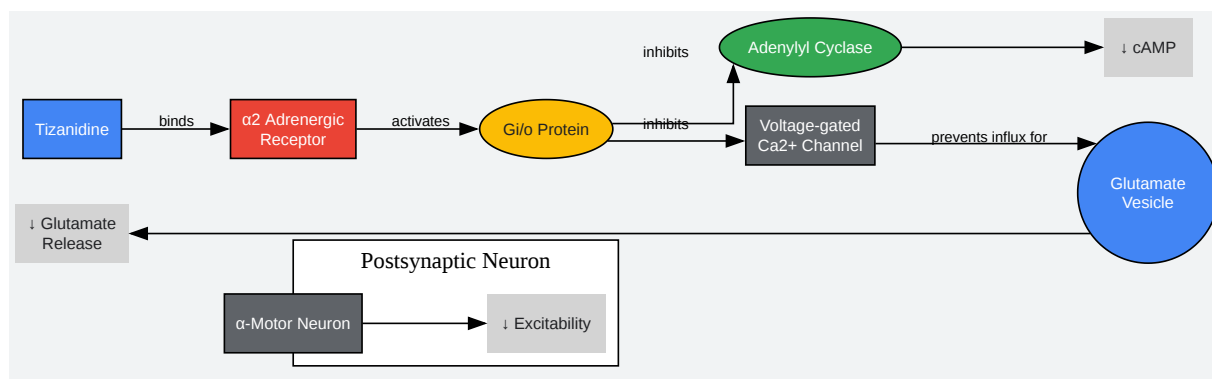 inhibits
Adenylyl Cyclase
↓ cAMP
Tizanidine
binds
α2 Adrenergic
Receptor
activates
Gi/o Protein
inhibits
Voltage-gated
Ca2+ Channel
prevents influx for
Glutamate
Vesicle
↓ Glutamate
Release
Postsynaptic Neuron
α-Motor Neuron
↓ Excitability